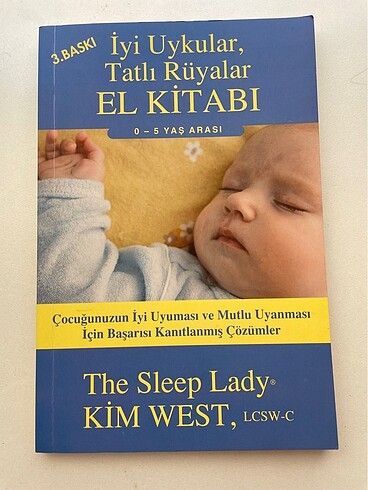 3.BASKI
İyi Uykular,
Tatlı Rüyalar
EL KİTABI
0 – 5 YAŞ ARASI
Çocuğunuzun İyi Uyuması ve Mutlu Uyanması
İçin Başarısı Kanıtlanmış Çözümler
The Sleep Lady®
KİM WEST, LCSW-C